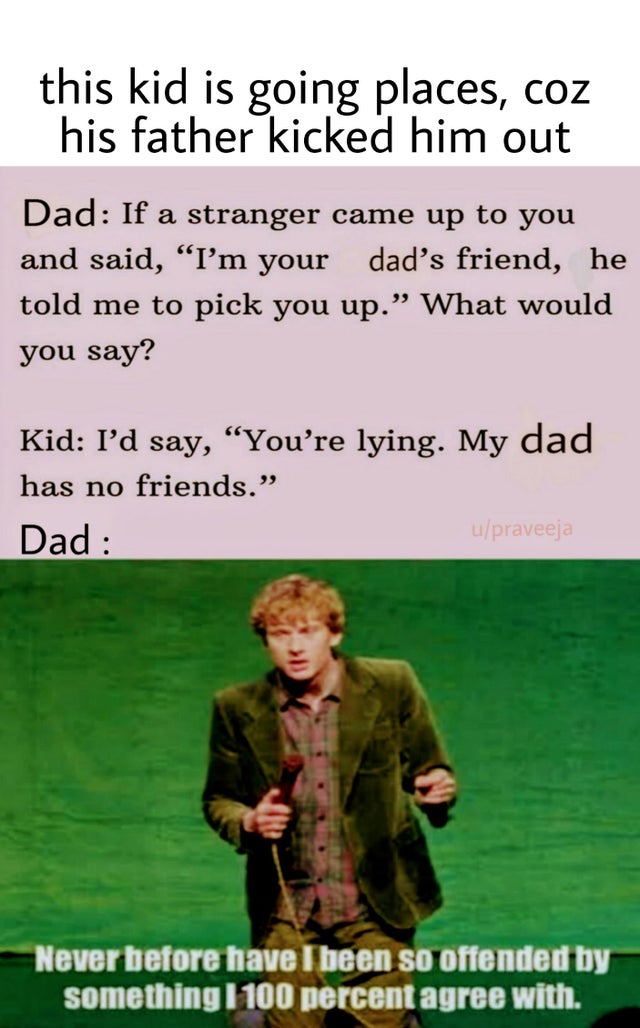 this kid is going places, coz
his father kicked him out
Dad: If a stranger came up to you
and said, “I’m your dad’s friend, he
told me to pick you up.” What would
you say?
Kid: I’d say, “You’re lying. My dad
has no friends.”
Dad :
u/praveeja
Never before have I been so offended by
something I 100 percent agree with.